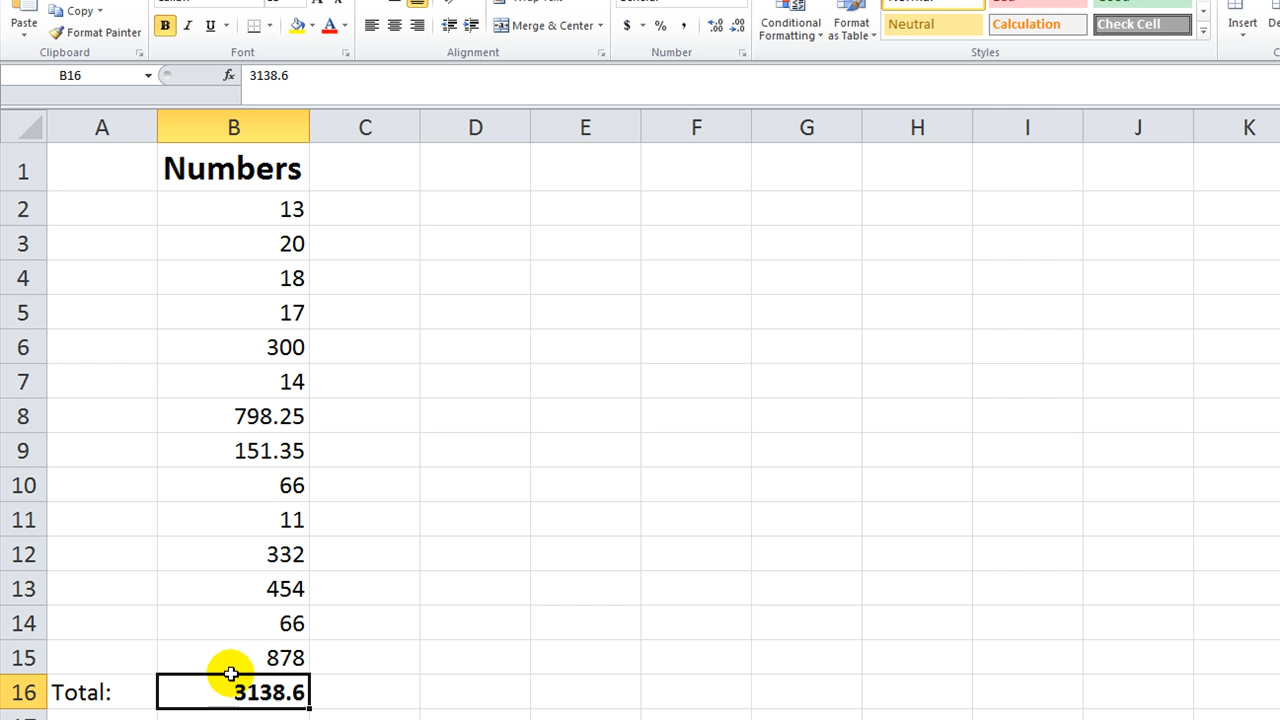 Paste
Copy
Format Painter
B I U
A
Merge & Center
$ % ,
Conditional Formatting
Format as Table
Neutral
Calculation
Check Cell
Insert
Clipboard
Font
Alignment
Number
Styles
B16
fx
3138.6
A B C D E F G H I J K
1 Numbers
2 13
3 20
4 18
5 17
6 300
7 14
8 798.25
9 151.35
10 66
11 11
12 332
13 454
14 66
15 878
16 Total: 3138.6